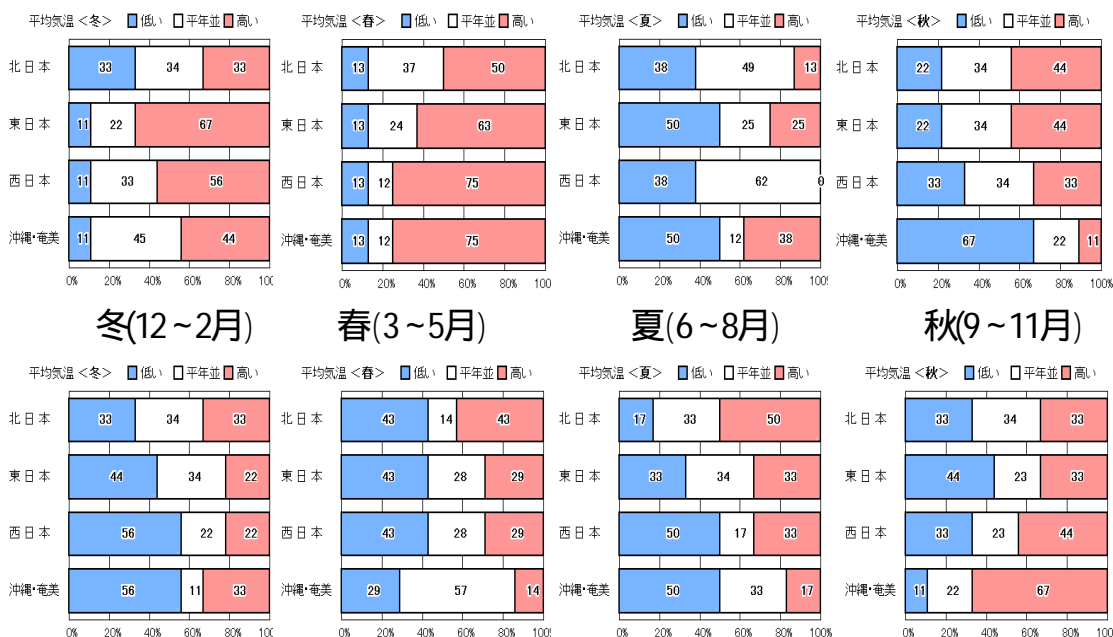 平均気温 <冬> 低い 平年並 高い
北日本 33 34 33
東日本 11 22 67
西日本 11 33 56
沖縄・奄美 11 45 44
0% 20% 40% 60% 80% 100%
平均気温 <春> 低い 平年並 高い
北日本 13 37 50
東日本 13 24 63
西日本 13 12 75
沖縄・奄美 13 12 75
0% 20% 40% 60% 80% 100%
平均気温 <夏> 低い 平年並 高い
北日本 38 49 13
東日本 50 25 25
西日本 38 62 0
沖縄・奄美 50 12 38
0% 20% 40% 60% 80% 100%
平均気温 <秋> 低い 平年並 高い
北日本 22 34 44
東日本 22 34 44
西日本 33 34 33
沖縄・奄美 67 22 11
0% 20% 40% 60% 80% 100%
冬(12~2月)
春(3~5月)
夏(6~8月)
秋(9~11月)
平均気温 <冬> 低い 平年並 高い
北日本 33 34 33
東日本 44 34 22
西日本 56 22 22
沖縄・奄美 56 11 33
0% 20% 40% 60% 80% 100%
平均気温 <春> 低い 平年並 高い
北日本 43 14 43
東日本 43 28 29
西日本 43 28 29
沖縄・奄美 29 57 14
0% 20% 40% 60% 80% 100%
平均気温 <夏> 低い 平年並 高い
北日本 17 33 50
東日本 33 34 33
西日本 50 17 33
沖縄・奄美 50 33 17
0% 20% 40% 60% 80% 100%
平均気温 <秋> 低い 平年並 高い
北日本 33 34 33
東日本 44 23 33
西日本 33 23 44
沖縄・奄美 11 22 67
0% 20% 40% 60% 80% 100%